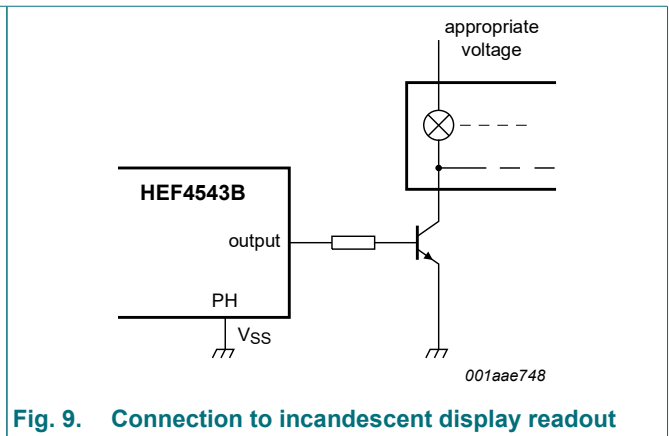 appropriate
voltage
HEF4543B
output
PH
VSS
001aae748
Fig. 9. Connection to incandescent display readout